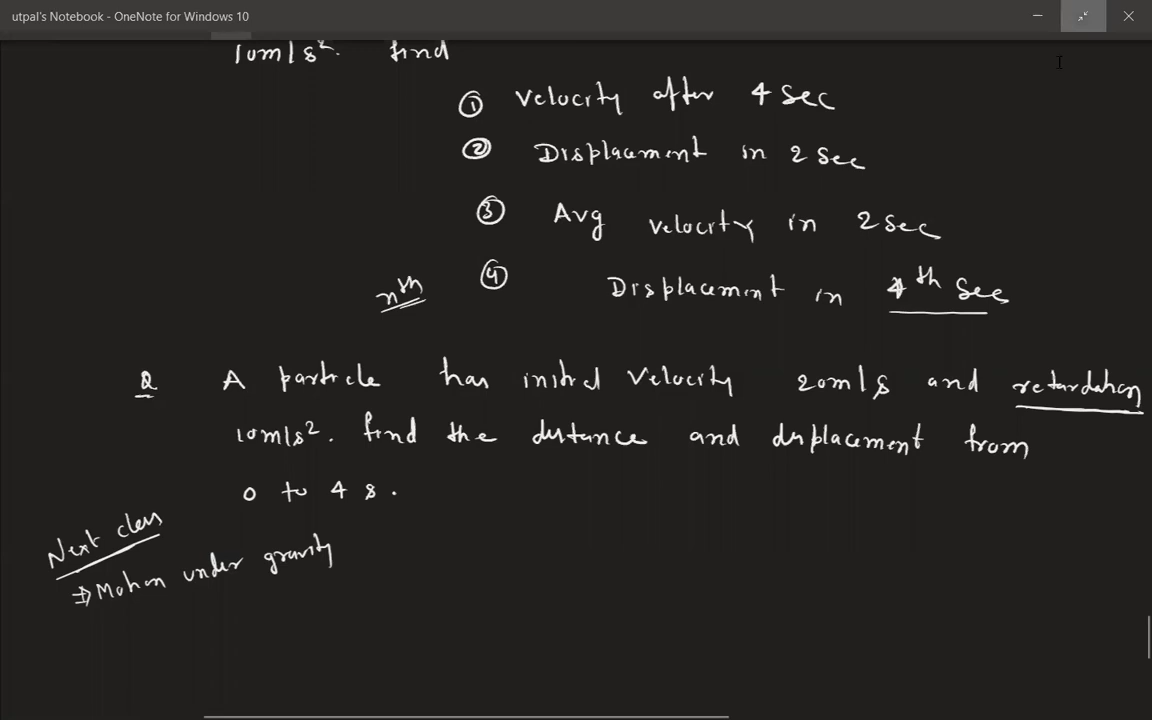 utpal's Notebook - OneNote for Windows 10
10m/s². find
① Velocity after 4 Sec
② Displacement in 2 Sec
③ Avg velocity in 2 Sec
nth ④ Displacement in 4th Sec
Q A particle has initial Velocity 20m/s and retardation
10m/s². find the distance and displacement from
0 to 4 s.
Next class
⇒ Motion under gravity